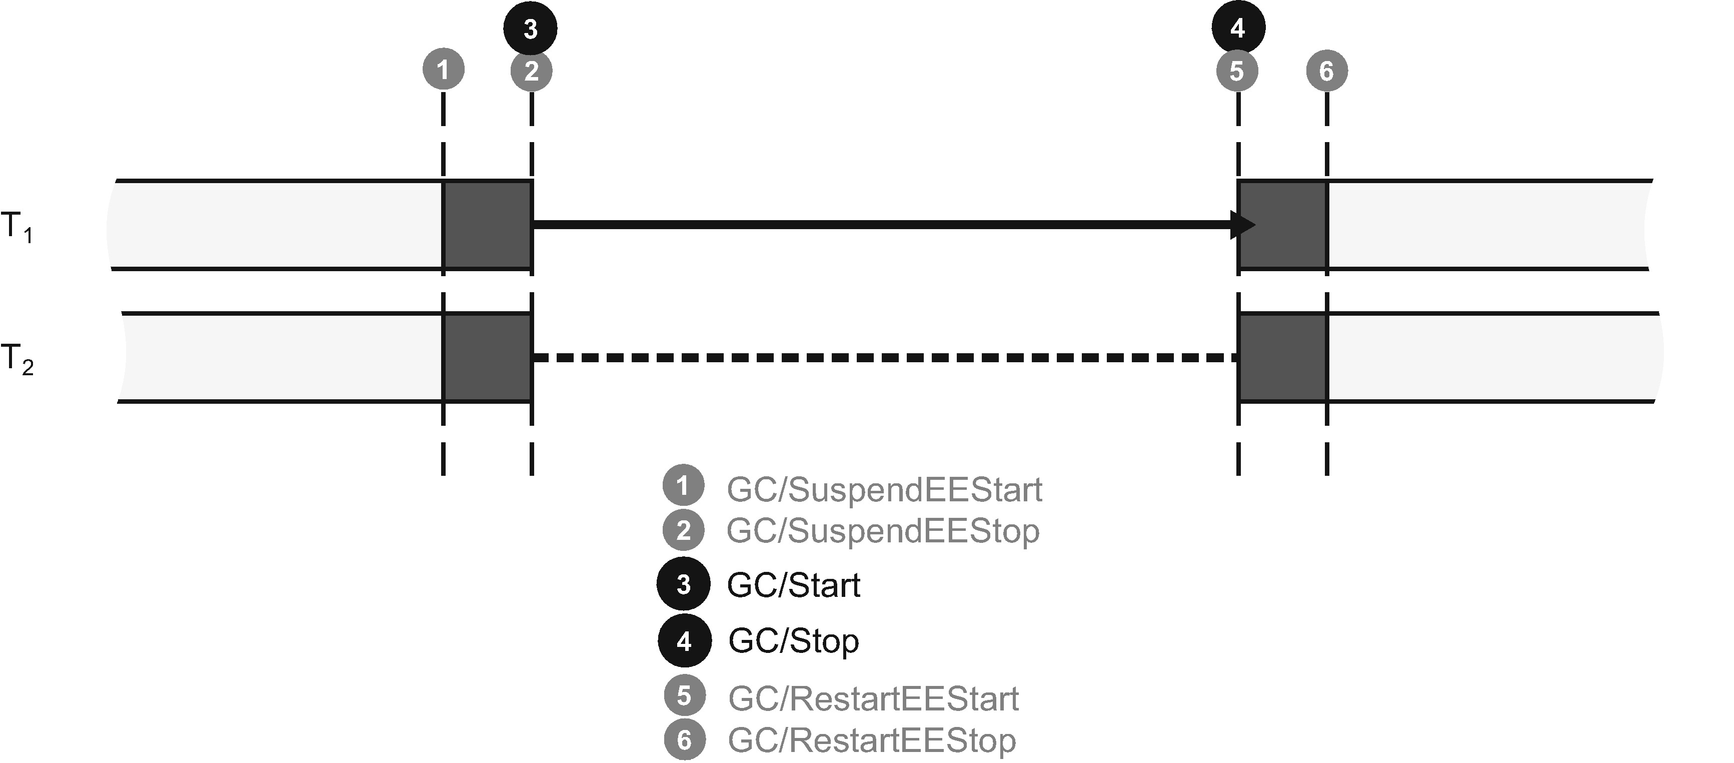 3 4
1 2 5 6
T1
T2
1 GC/SuspendEEStart
2 GC/SuspendEEStop
3 GC/Start
4 GC/Stop
5 GC/RestartEEStart
6 GC/RestartEEStop